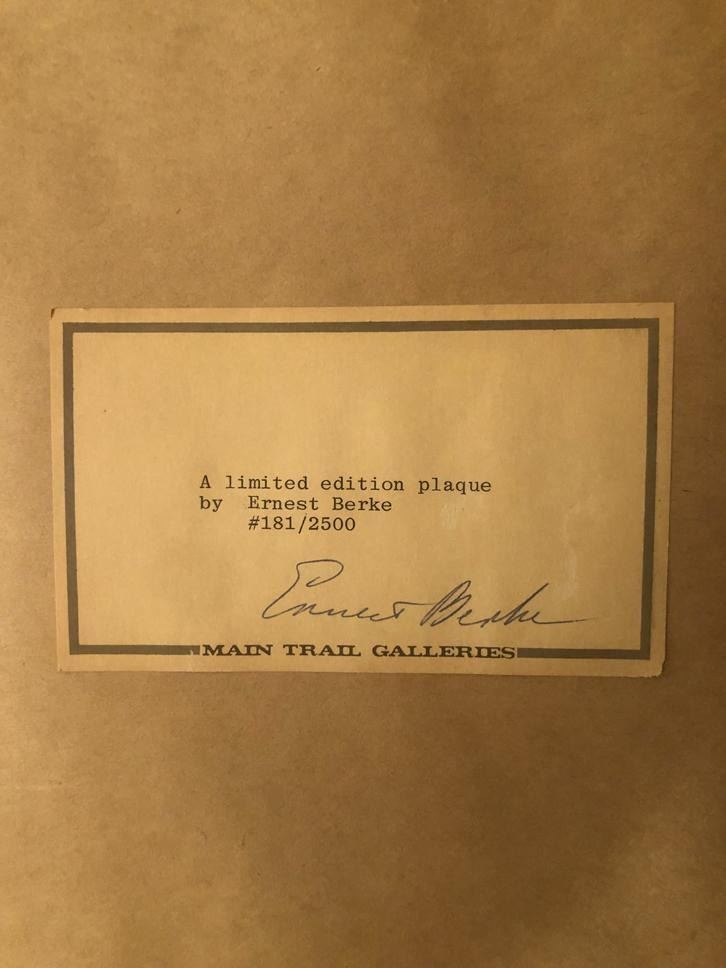 A limited edition plaque
by Ernest Berke
#181/2500
Ernest Berke
MAIN TRAIL GALLERIES